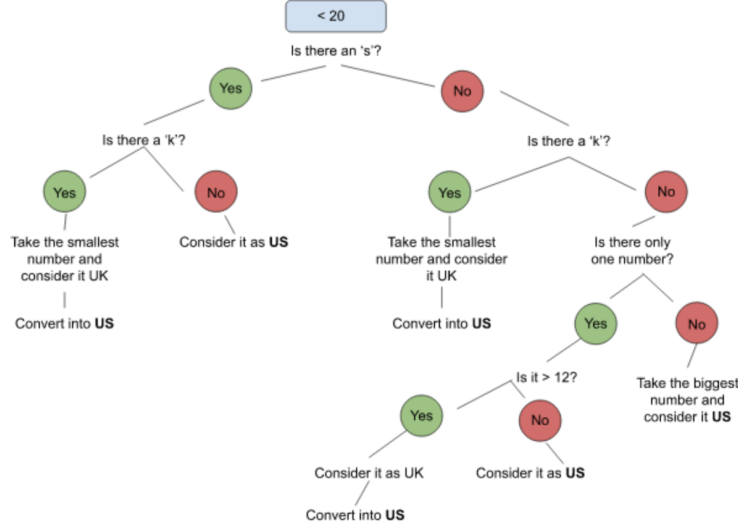 < 20
Is there an ‘s’?
Yes
No
Is there a ‘k’?
Is there a ‘k’?
Yes
No
Yes
No
Take the smallest
number and
consider it UK
Consider it as US
Take the smallest
number and consider
it UK
Is there only
one number?
Convert into US
Convert into US
Yes
No
Is it > 12?
Take the biggest
number and
consider it US
Yes
No
Consider it as UK
Consider it as US
Convert into US